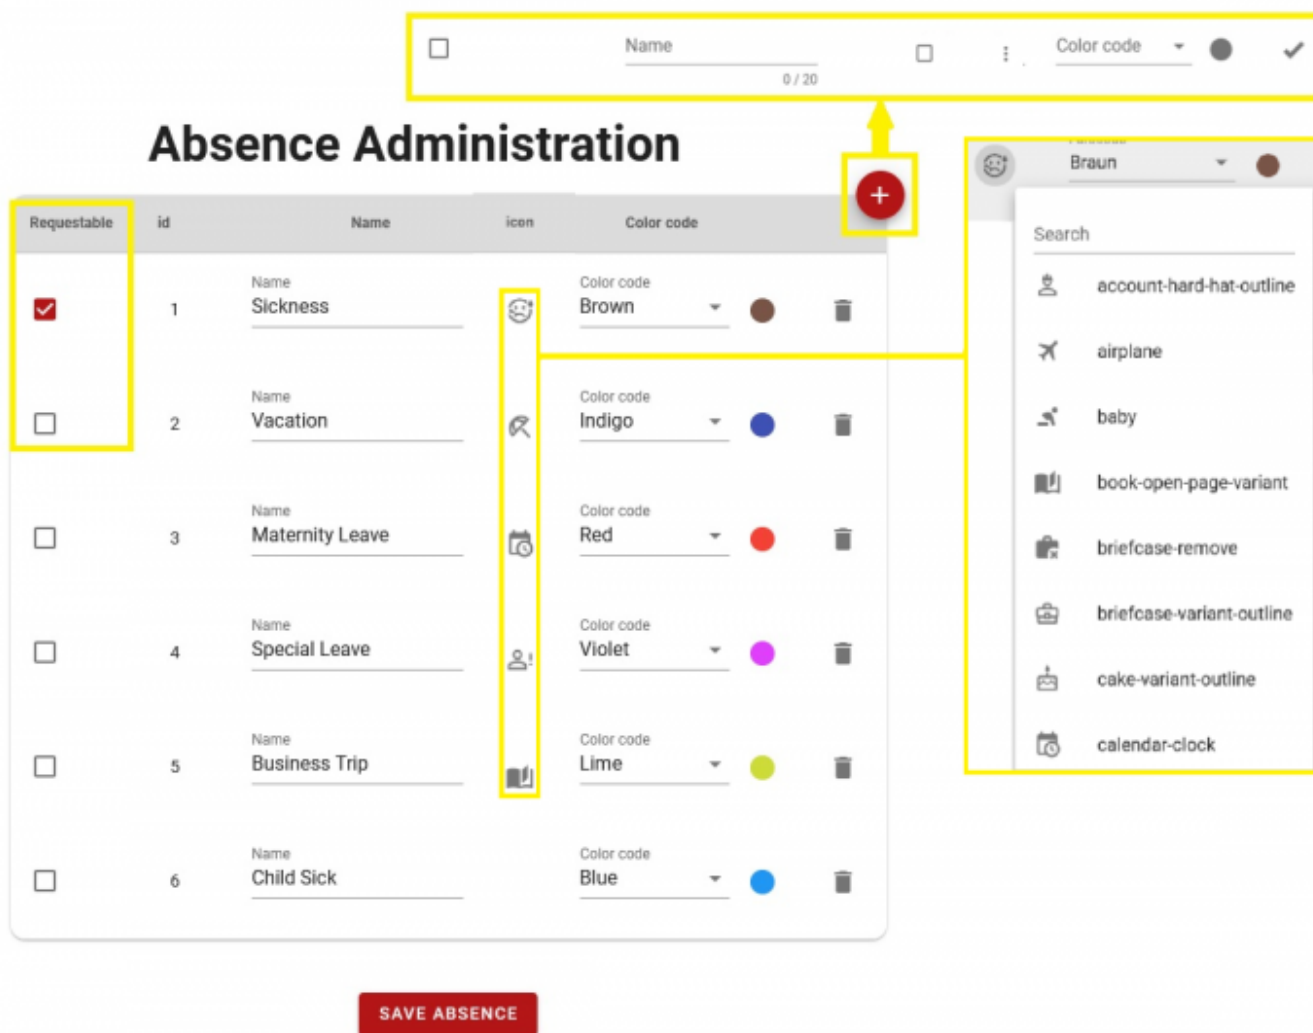 Name
Color code
0 / 20
Absence Administration
+
Braun
Requestable id Name icon Color code
Search
account-hard-hat-outline
airplane
baby
book-open-page-variant
briefcase-remove
briefcase-variant-outline
cake-variant-outline
calendar-clock
Name Color code
1 Sickness Brown
Name Color code
2 Vacation Indigo
Name Color code
3 Maternity Leave Red
Name Color code
4 Special Leave Violet
Name Color code
5 Business Trip Lime
Name Color code
6 Child Sick Blue
SAVE ABSENCE